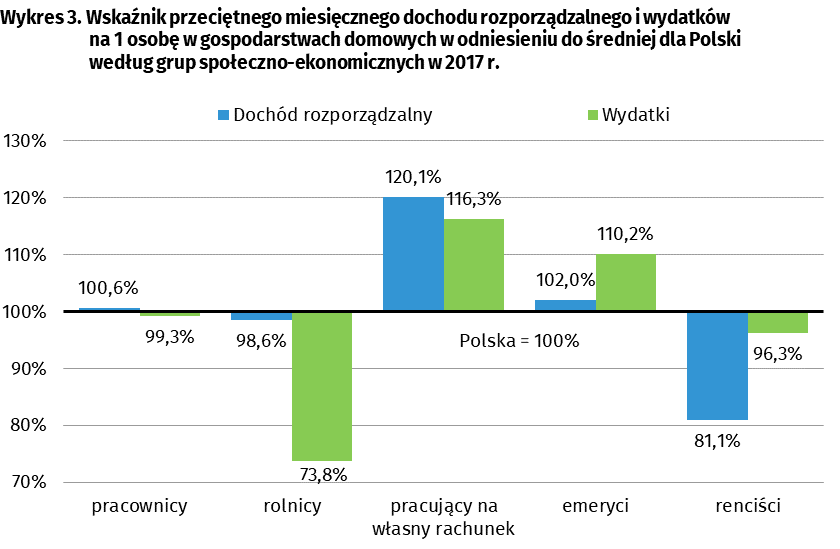 Wykres 3. Wskaźnik przeciętnego miesięcznego dochodu rozporządzalnego i wydatków
na 1 osobę w gospodarstwach domowych w odniesieniu do średniej dla Polski
według grup społeczno-ekonomicznych w 2017 r.
Dochód rozporządzalny
Wydatki
130%
120%
110%
100%
90%
80%
70%
100,6%
99,3%
98,6%
73,8%
120,1%
116,3%
102,0%
110,2%
81,1%
96,3%
Polska = 100%
pracownicy
rolnicy
pracujący na
własny rachunek
emeryci
renciści